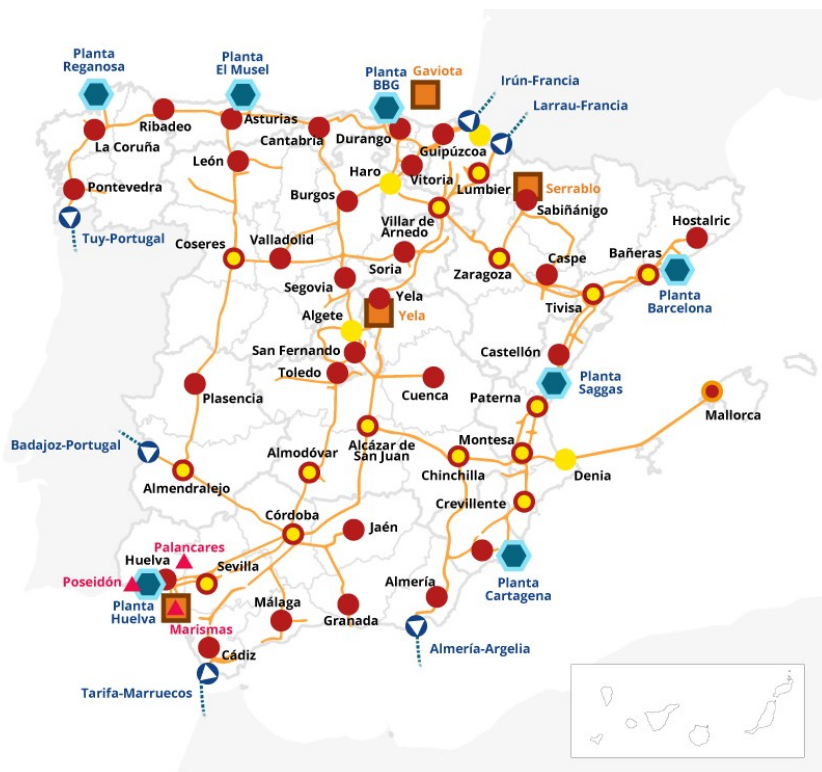 Planta
Reganosa
Planta
El Musel
Planta
BBG
Gaviota
Irún-Francia
Larrau-Francia
Ribadeo
Asturias
La Coruña
Cantabria
Durango
Guipúzcoa
León
Haro
Vitoria
Lumbier
Serrablo
Pontevedra
Burgos
Sabiñánigo
Villar de
Arnedo
Hostalric
Tuy-Portugal
Coseres
Valladolid
Soria
Zaragoza
Caspe
Bañeras
Segovia
Yela
Tivisa
Planta
Barcelona
Algete
Yela
San Fernando
Castellón
Toledo
Planta
Saggas
Plasencia
Cuenca
Paterna
Mallorca
Badajoz-Portugal
Almodóvar
Alcázar de
San Juan
Montesa
Chinchilla
Denia
Almendralejo
Crevillente
Córdoba
Jaén
Palancares
Huelva
Sevilla
Poseidón
Planta
Huelva
Almería
Planta
Cartagena
Málaga
Granada
Marismas
Cádiz
Almería-Argelia
Tarifa-Marruecos